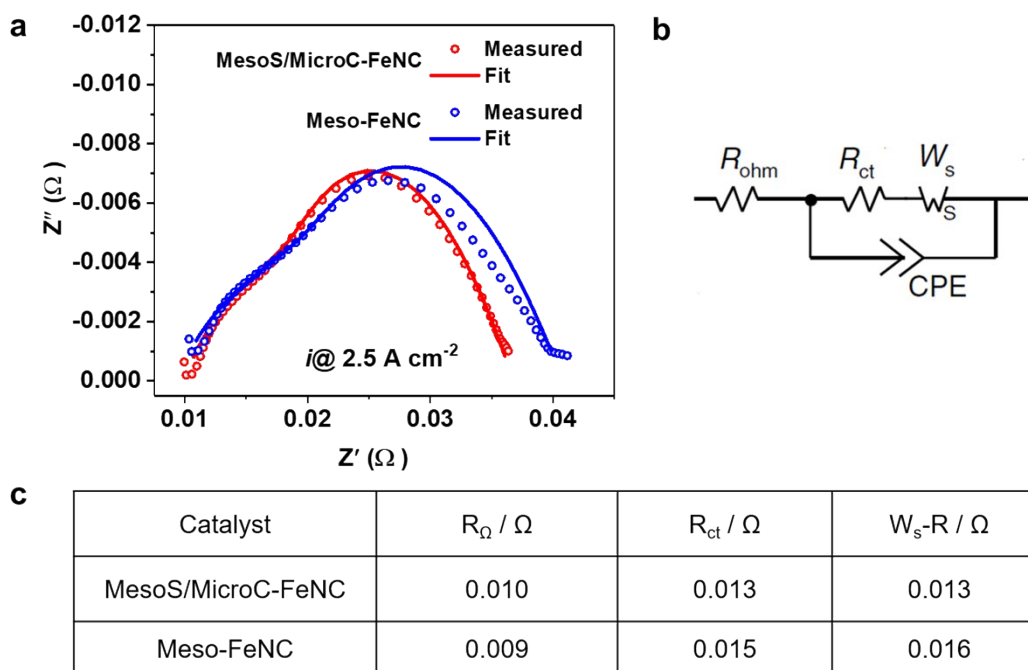 a
-0.012
-0.010
-0.008
-0.006
-0.004
-0.002
0.000
Z″ (Ω)
MesoS/MicroC-FeNC
Measured
Fit
Meso-FeNC
Measured
Fit
i@ 2.5 A cm⁻²
0.01 0.02 0.03 0.04
Z′ (Ω)
b
Rohm Rct Ws
S
CPE
c
Catalyst RΩ / Ω Rct / Ω Ws-R / Ω
MesoS/MicroC-FeNC 0.010 0.013 0.013
Meso-FeNC 0.009 0.015 0.016